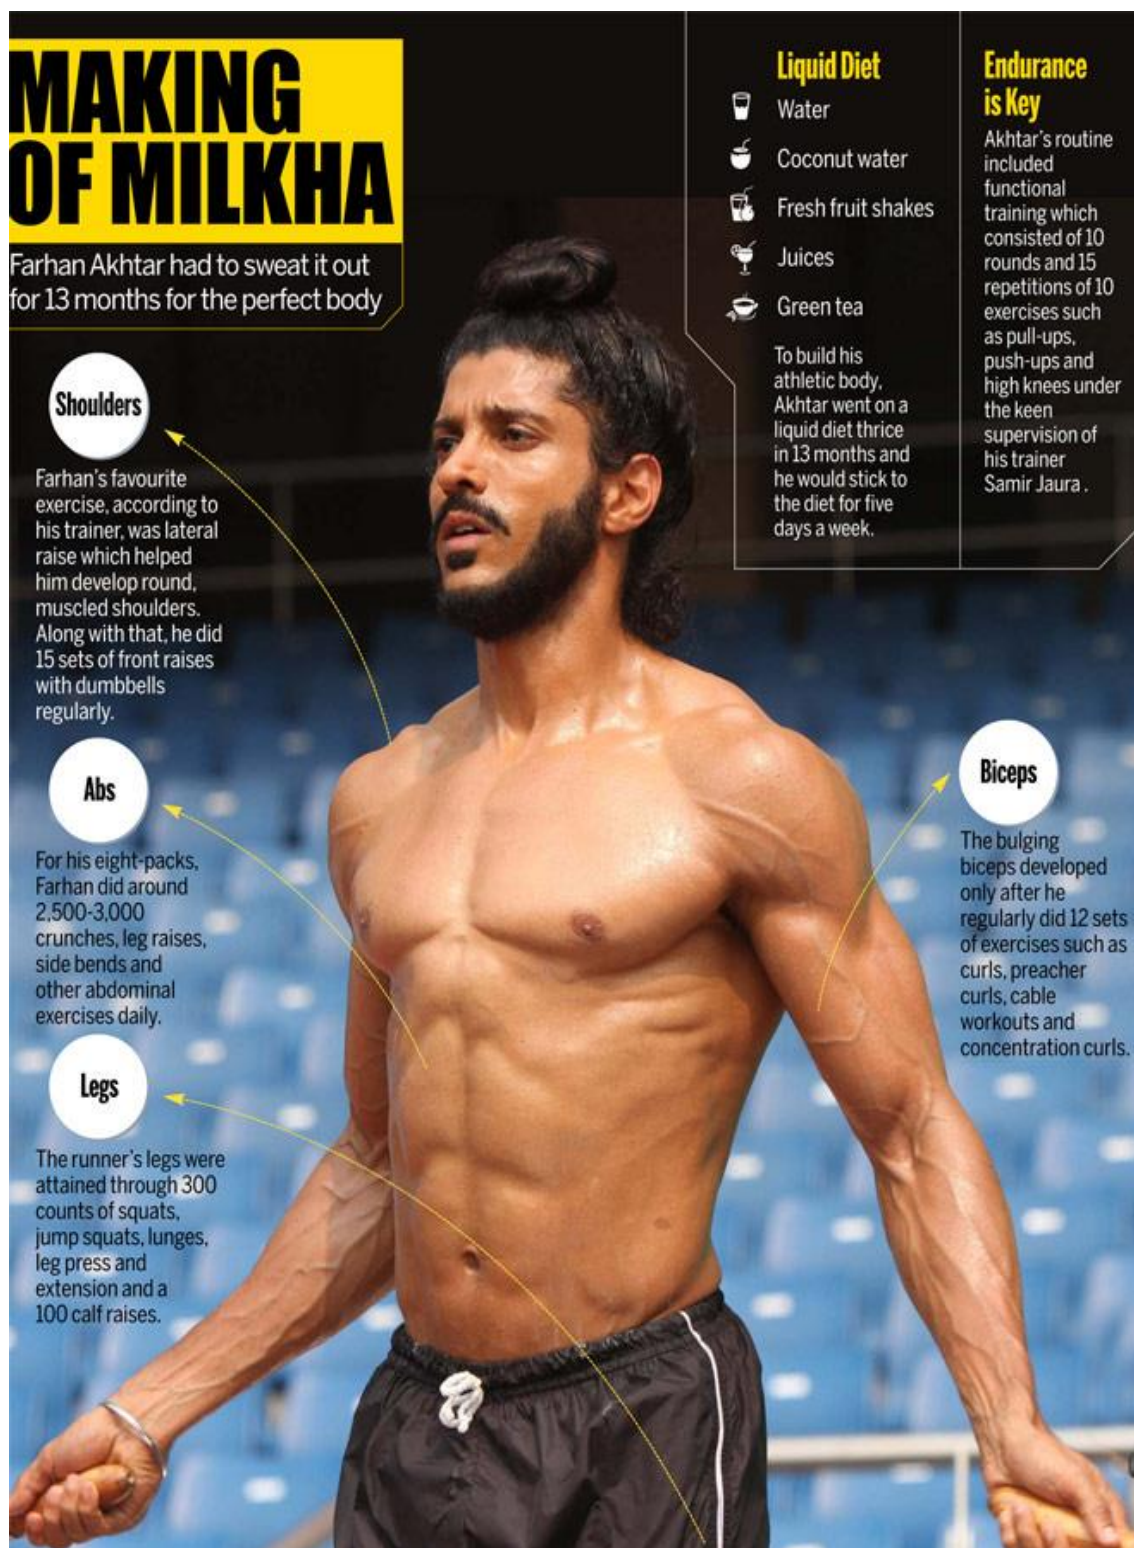 MAKING
OF MILKHA
Farhan Akhtar had to sweat it out
for 13 months for the perfect body
Shoulders
Farhan's favourite
exercise, according to
his trainer, was lateral
raise which helped
him develop round,
muscled shoulders.
Along with that, he did
15 sets of front raises
with dumbbells
regularly.
Abs
For his eight-packs,
Farhan did around
2,500-3,000
crunches, leg raises,
side bends and
other abdominal
exercises daily.
Legs
The runner's legs were
attained through 300
counts of squats,
jump squats, lunges,
leg press and
extension and a
100 calf raises.
Liquid Diet
Water
Coconut water
Fresh fruit shakes
Juices
Green tea
To build his
athletic body,
Akhtar went on a
liquid diet thrice
in 13 months and
he would stick to
the diet for five
days a week.
Endurance
is Key
Akhtar's routine
included
functional
training which
consisted of 10
rounds and 15
repetitions of 10
exercises such
as pull-ups,
push-ups and
high knees under
the keen
supervision of
his trainer
Samir Jaura .
Biceps
The bulging
biceps developed
only after he
regularly did 12 sets
of exercises such as
curls, preacher
curls, cable
workouts and
concentration curls.